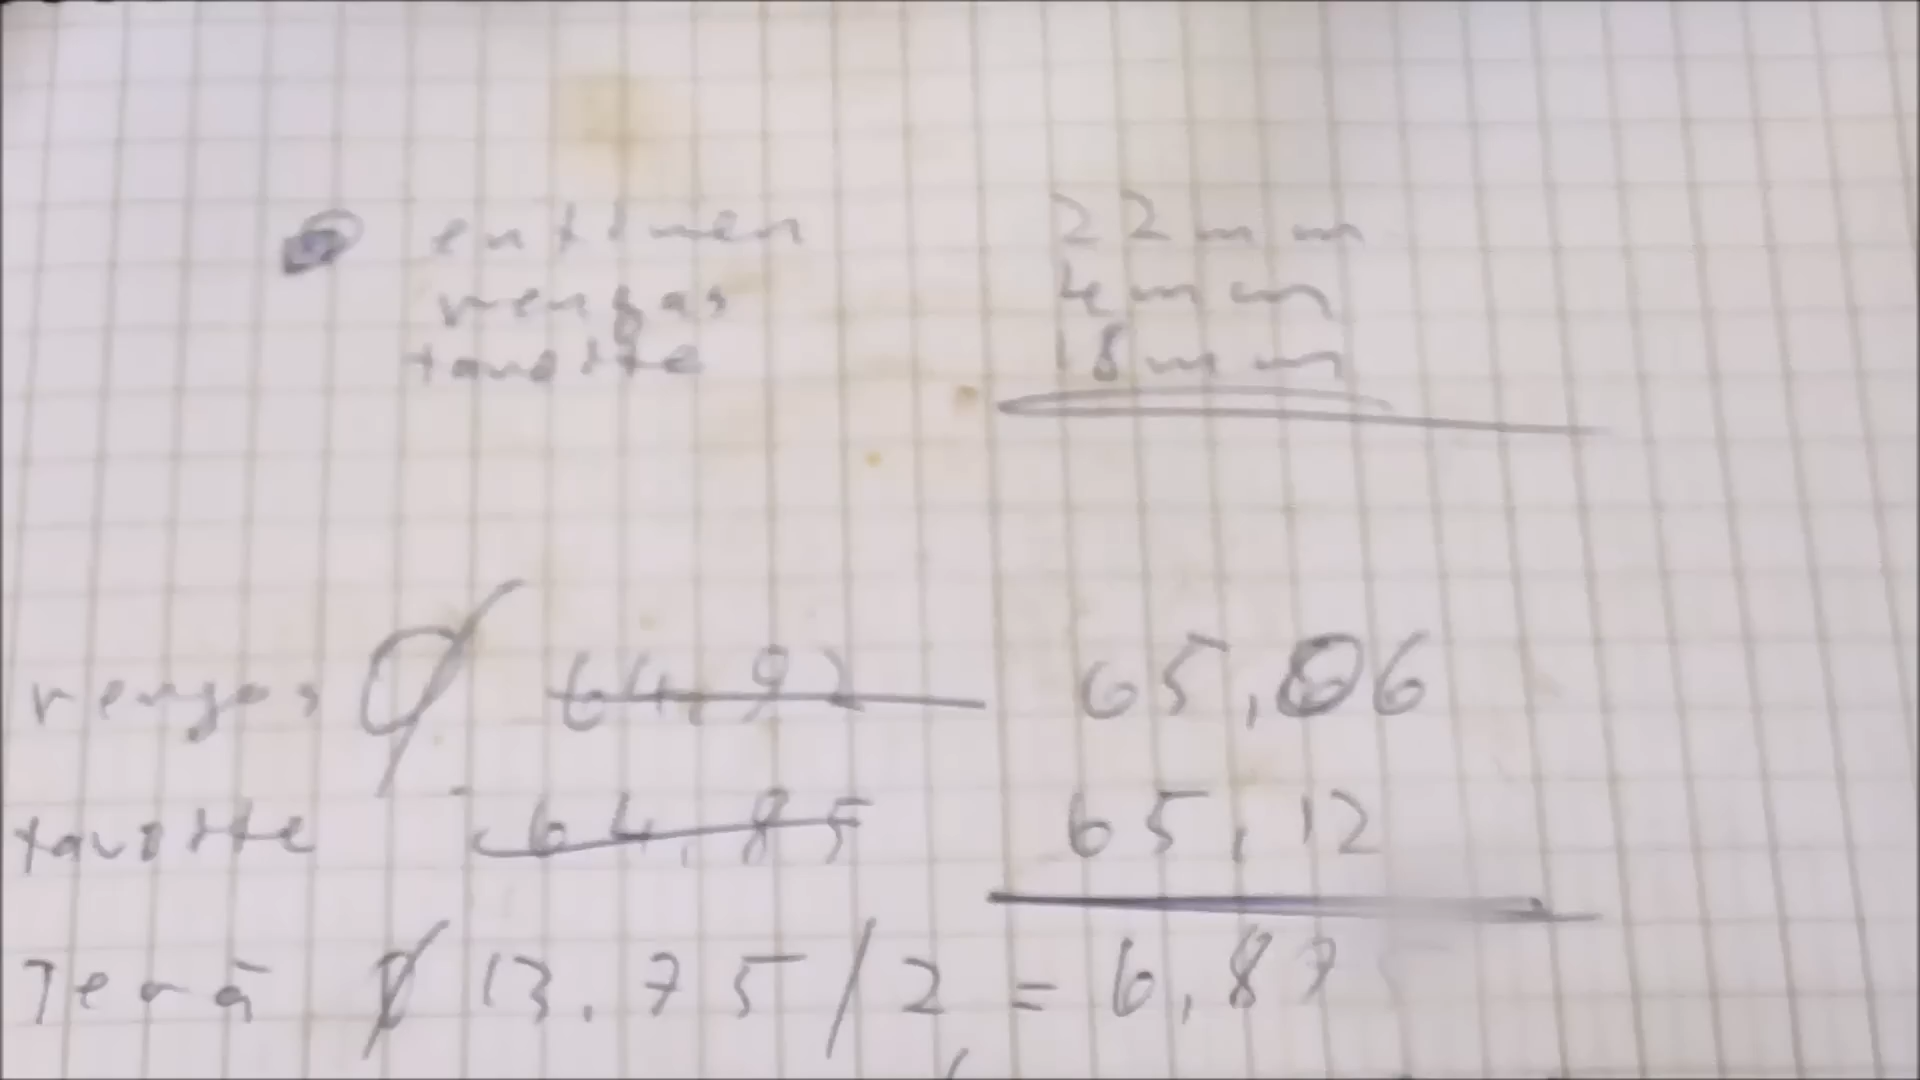 entinen 22mm
rengas 4mm
tavoite 18mm
rengas Ø 64,92 65,06
tavoite 64,85 65,12
Terä Ø 13.75/2 = 6,87